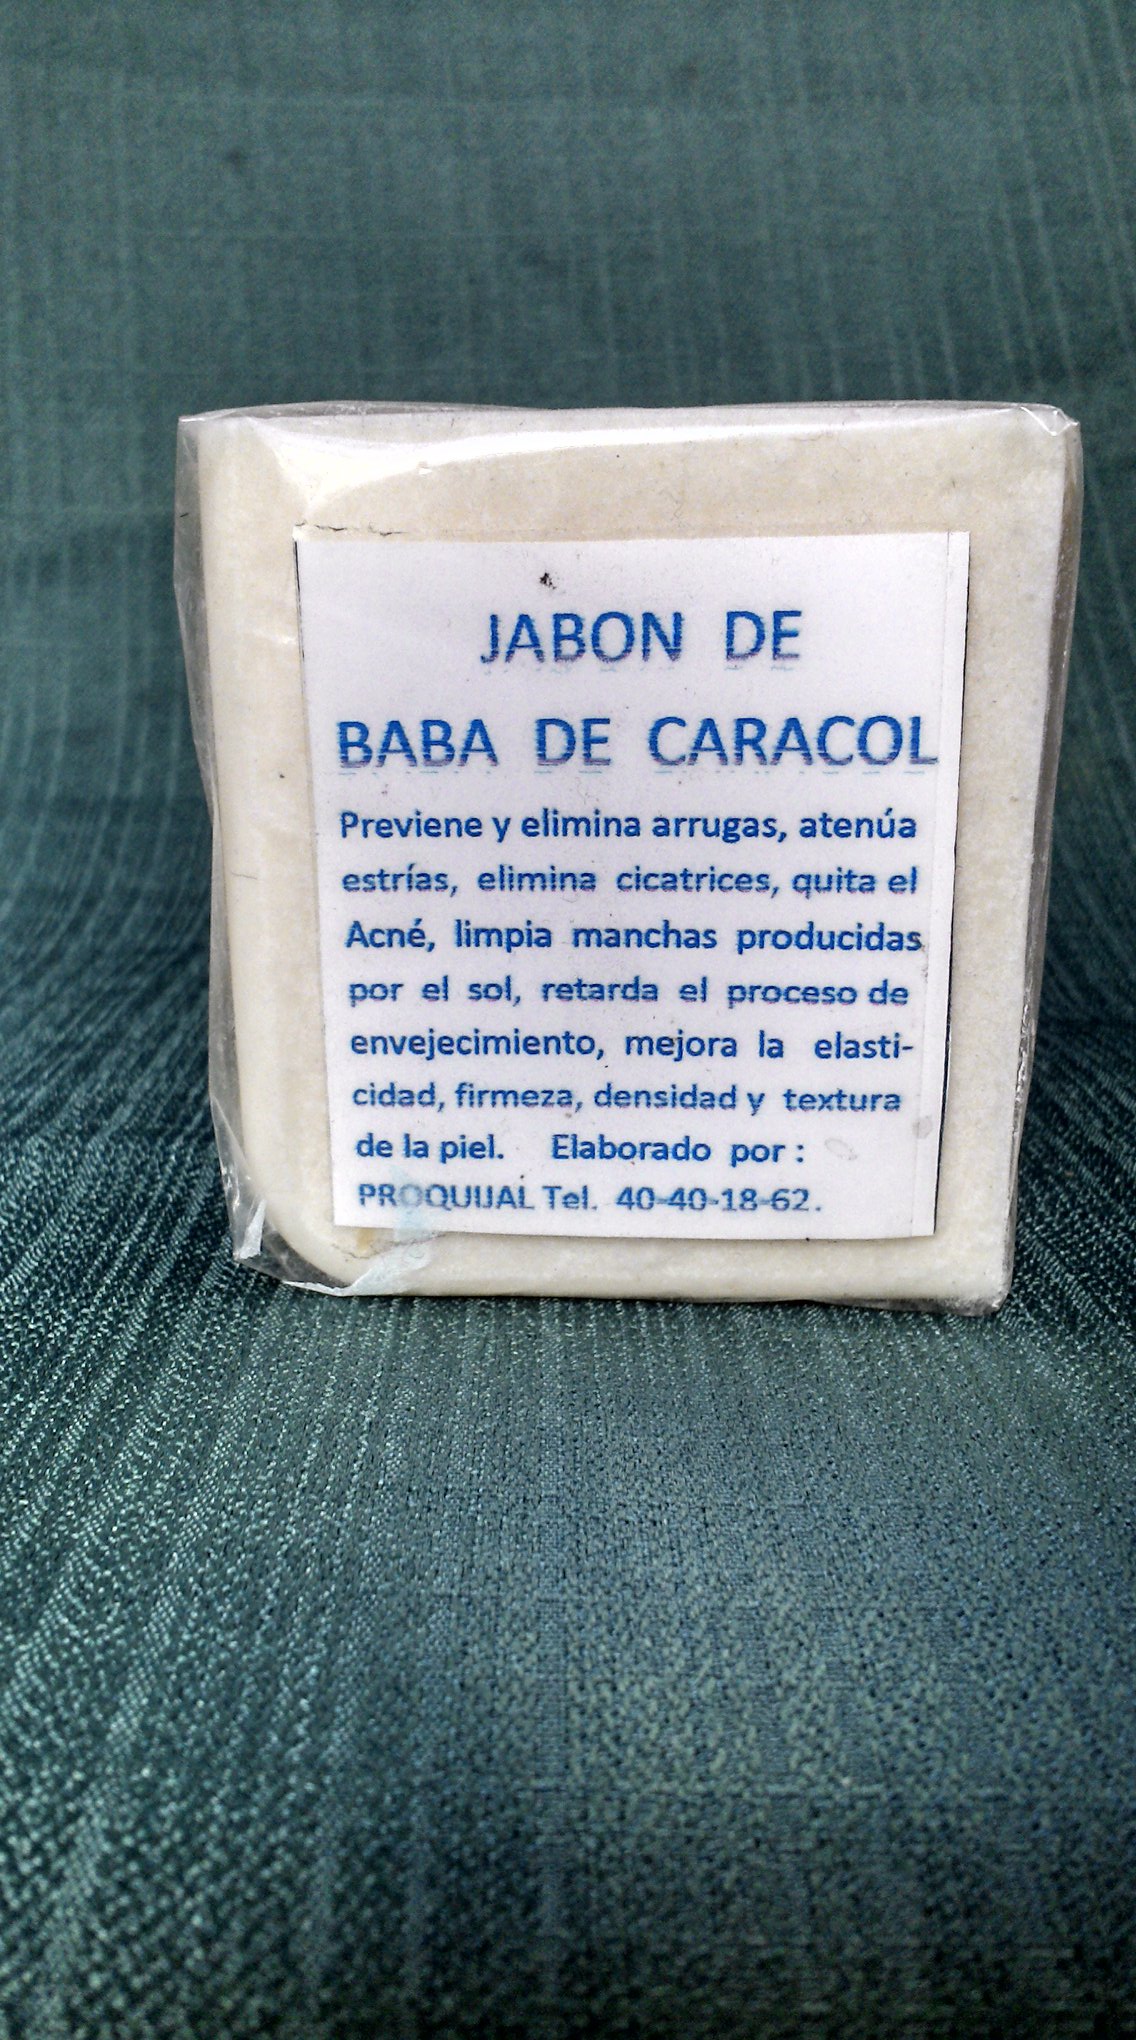 JABON DE
BABA DE CARACOL
Previene y elimina arrugas, atenúa
estrías, elimina cicatrices, quita el
Acné, limpia manchas producidas
por el sol, retarda el proceso de
envejecimiento, mejora la elasti-
cidad, firmeza, densidad y textura
de la piel. Elaborado por :
PROQUIJAL Tel. 40-40-18-62.